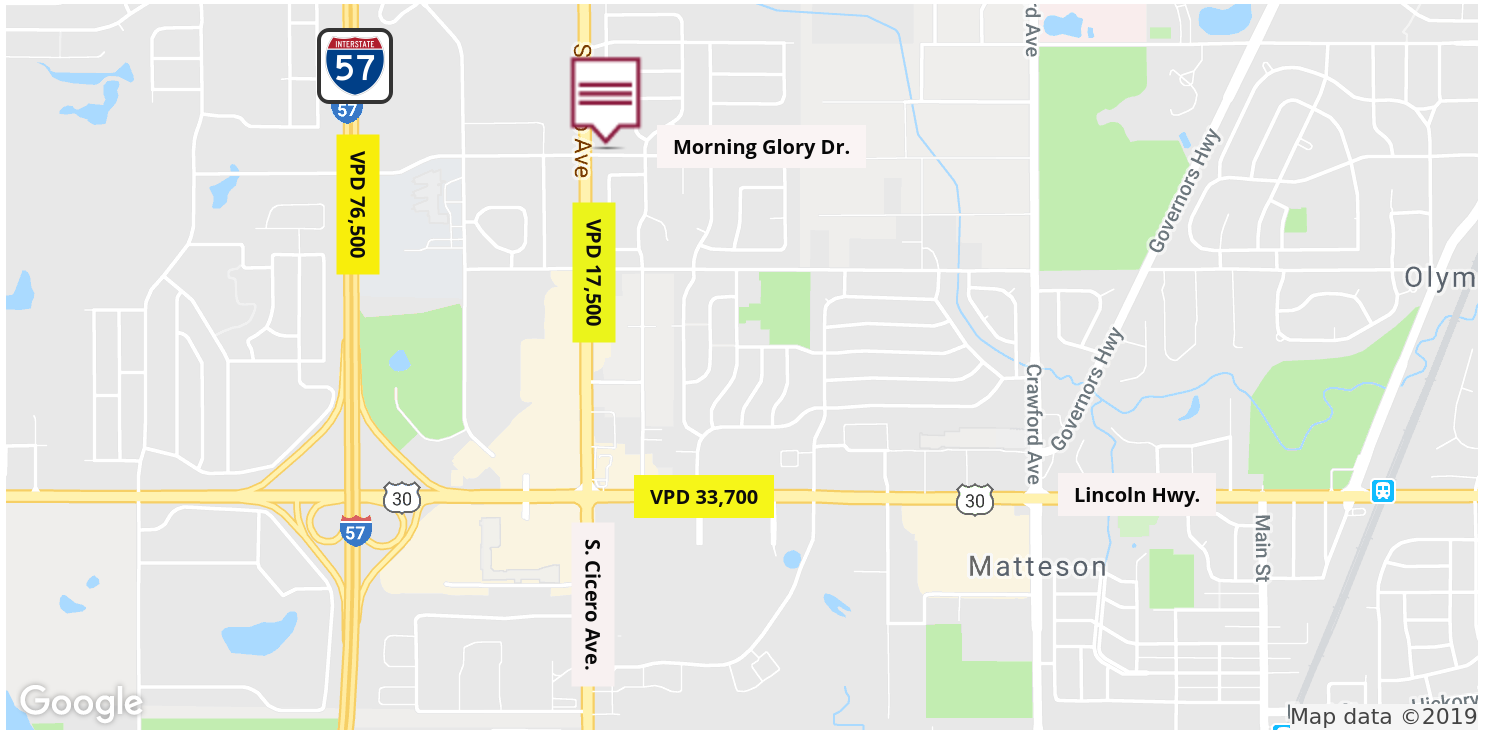 INTERSTATE
57
57
S
o Ave
rd Ave
Morning Glory Dr.
VPD 76,500
VPD 17,500
Governors Hwy
Olym
Governors Hwy
Crawford Ave
30
VPD 33,700
30
Lincoln Hwy.
57
S. Cicero Ave.
Matteson
Main St
Google
Hickory
Map data ©2019